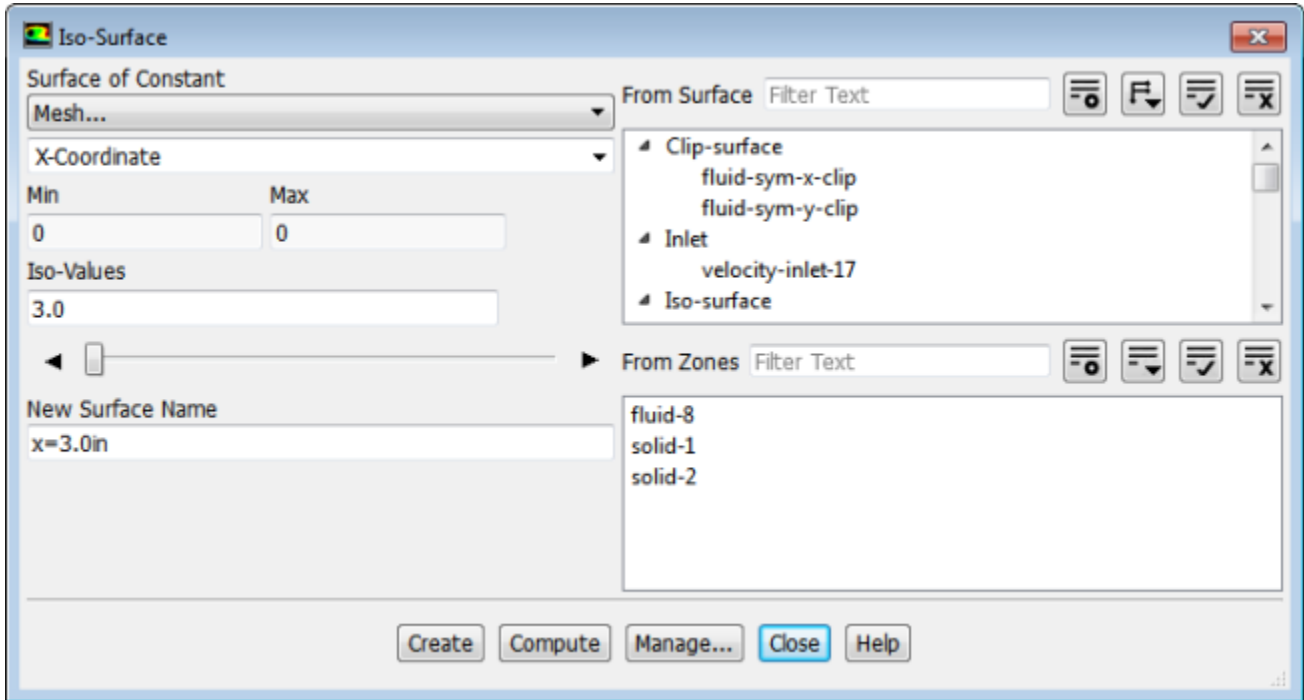 Iso-Surface
Surface of Constant
Mesh...
X-Coordinate
Min Max
0 0
Iso-Values
3.0
New Surface Name
x=3.0in
From Surface Filter Text
Clip-surface
fluid-sym-x-clip
fluid-sym-y-clip
Inlet
velocity-inlet-17
Iso-surface
From Zones Filter Text
fluid-8
solid-1
solid-2
Create Compute Manage... Close Help